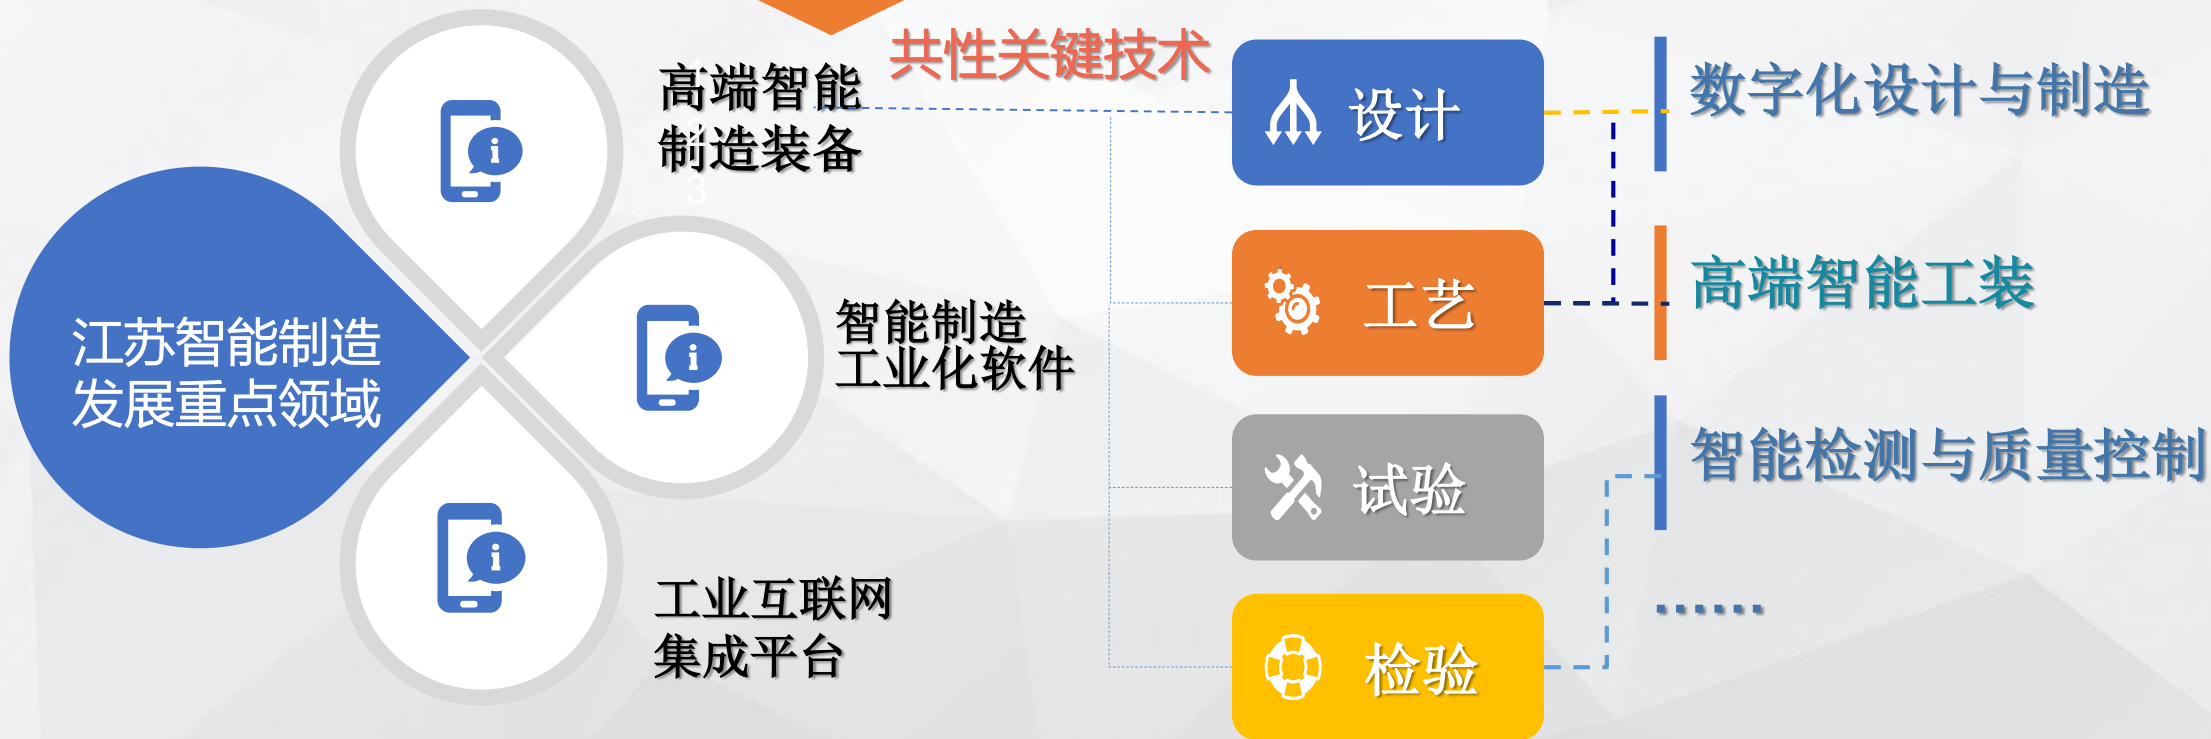 江苏智能制造
发展重点领域
高端智能
制造装备
3
智能制造
工业化软件
工业互联网
集成平台
共性关键技术
设计
工艺
试验
检验
数字化设计与制造
高端智能工装
智能检测与质量控制
……